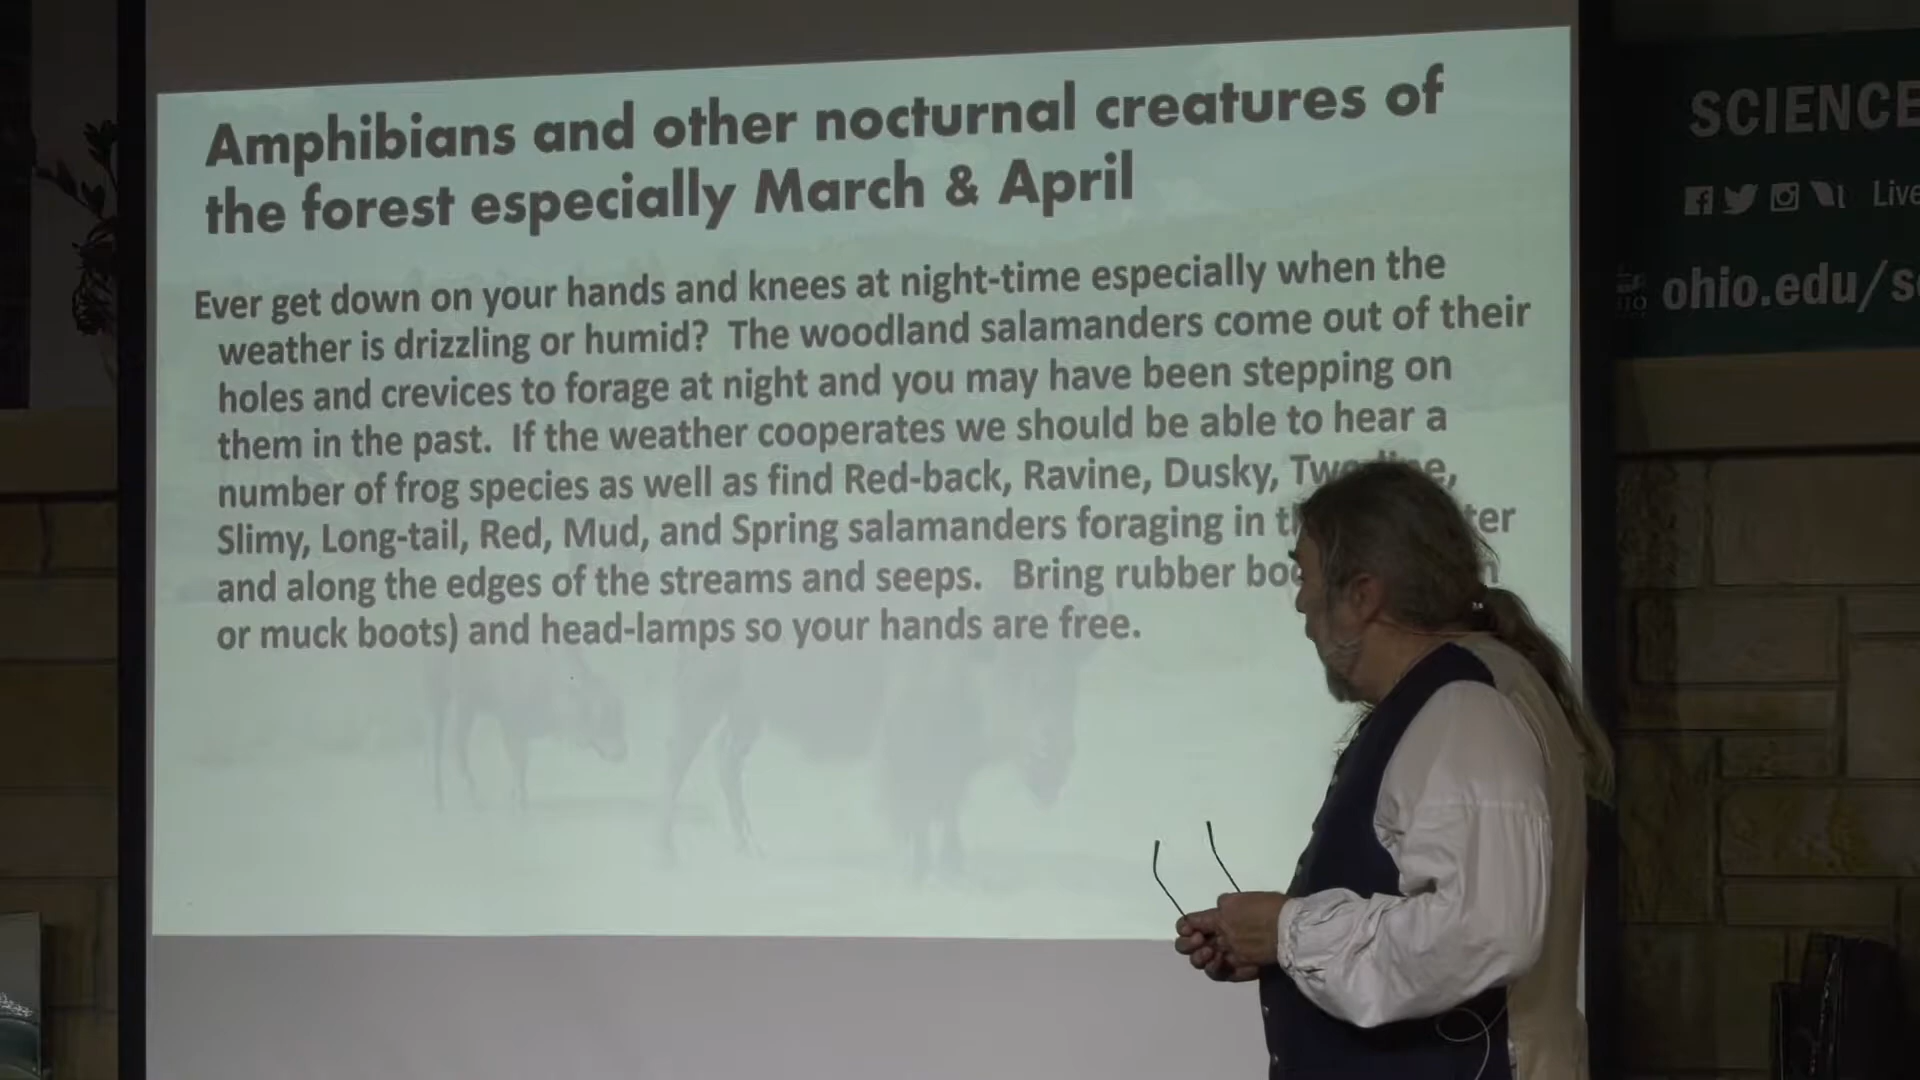 Amphibians and other nocturnal creatures of
the forest especially March & April
Ever get down on your hands and knees at night-time especially when the
weather is drizzling or humid? The woodland salamanders come out of their
holes and crevices to forage at night and you may have been stepping on
them in the past. If the weather cooperates we should be able to hear a
number of frog species as well as find Red-back, Ravine, Dusky,
Slimy, Long-tail, Red, Mud, and Spring salamanders foraging in
and along the edges of the streams and seeps. Bring rubber
or muck boots) and head-lamps so your hands are free.
SCIENCE
Live
ohio.edu/s